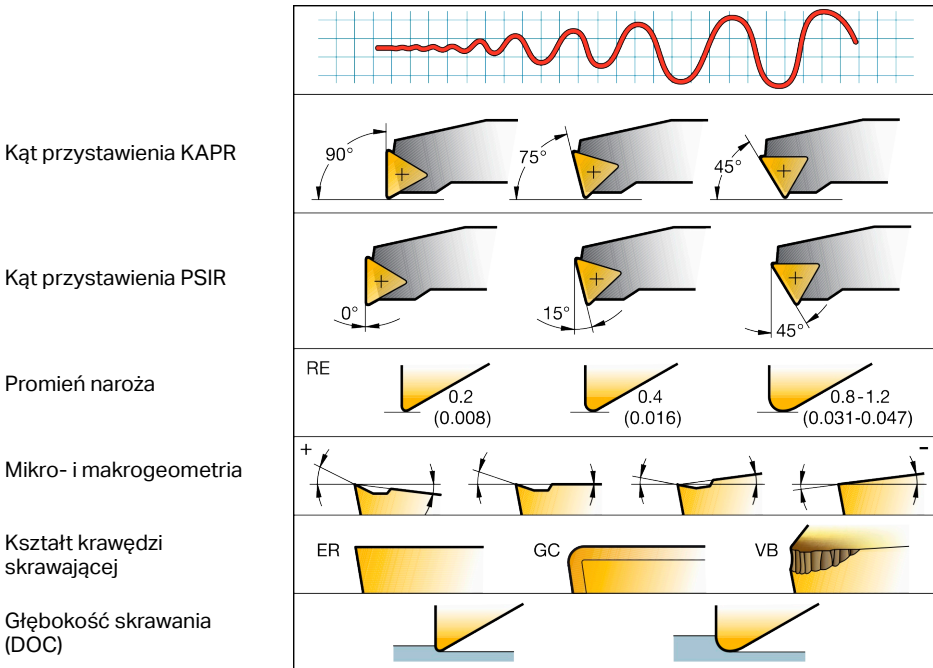 Kąt przystawienia KAPR
90°
75°
45°
Kąt przystawienia PSIR
0°
15°
45°
Promień naroża
RE
0.2
(0.008)
0.4
(0.016)
0.8-1.2
(0.031-0.047)
Mikro- i makrogeometria
+
-
Kształt krawędzi
skrawającej
ER
GC
VB
Głębokość skrawania
(DOC)